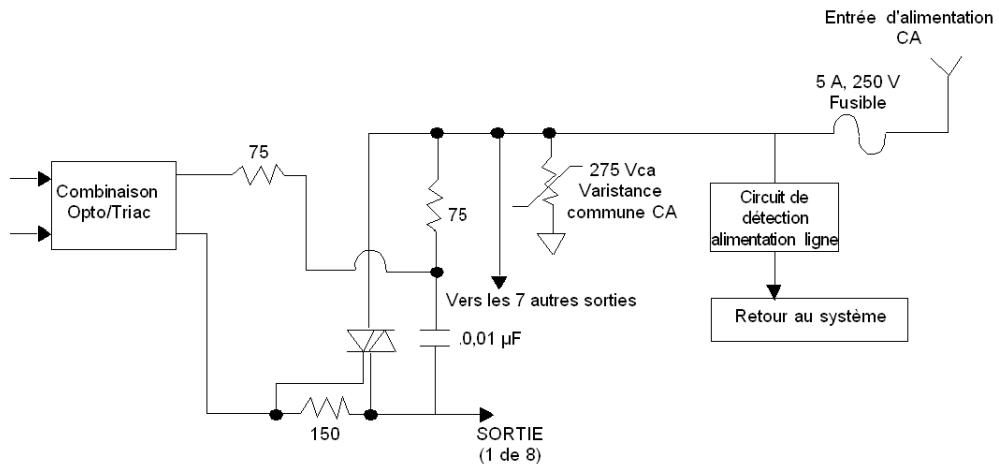 Entrée d'alimentation
CA
5 A, 250 V
Fusible
75
Combinaison
Opto/Triac
75
275 Vca
Varistance
commune CA
Circuit de
détection
alimentation ligne
Vers les 7 autres sorties
Retour au système
.0,01 µF
150
SORTIE
(1 de 8)